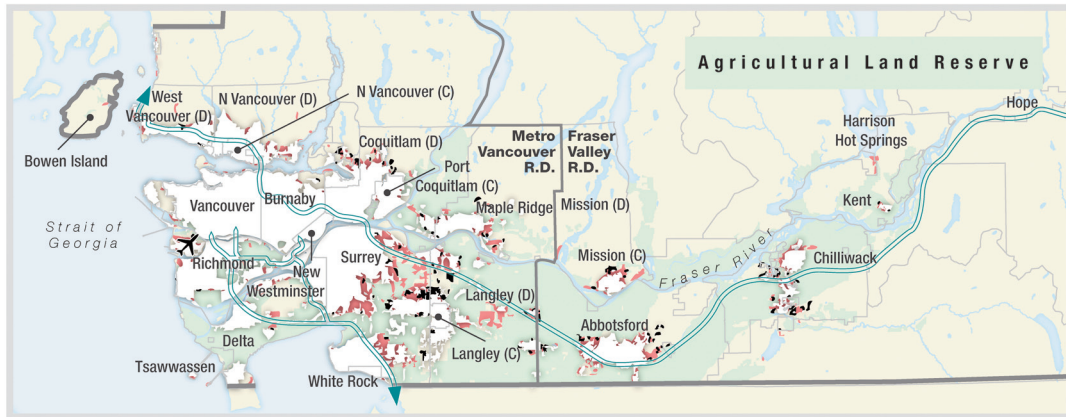 Agricultural Land Reserve
Hope
West
Vancouver (D)
N Vancouver (D)
N Vancouver (C)
Bowen Island
Coquitlam (D)
Metro
Vancouver
R.D.
Fraser
Valley
R.D.
Harrison
Hot Springs
Port
Coquitlam (C)
Kent
Strait of
Georgia
Vancouver
Burnaby
Maple Ridge
Mission (D)
Mission (C)
Fraser River
Chilliwack
Richmond
New
Westminster
Surrey
Langley (D)
Delta
Abbotsford
Langley (C)
Tsawwassen
White Rock